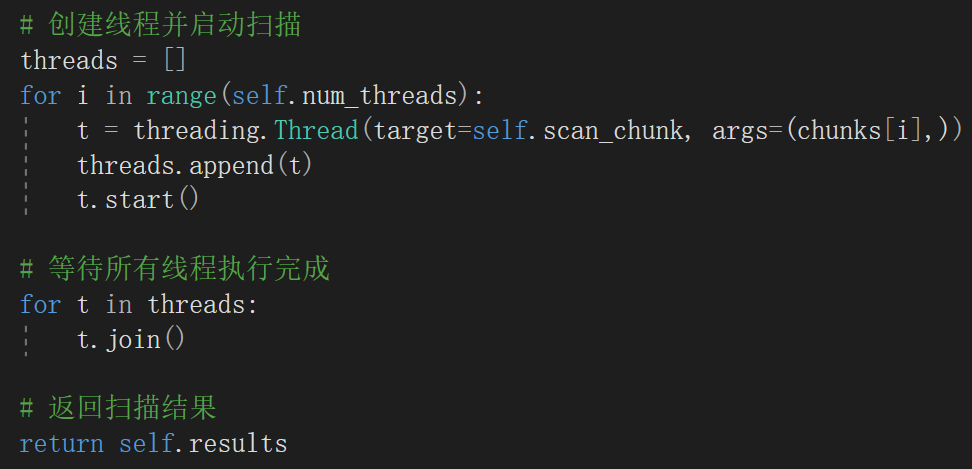 # 创建线程并启动扫描
threads = []
for i in range(self.num_threads):
    t = threading.Thread(target=self.scan_chunk, args=(chunks[i],))
    threads.append(t)
    t.start()

# 等待所有线程执行完成
for t in threads:
    t.join()

# 返回扫描结果
return self.results